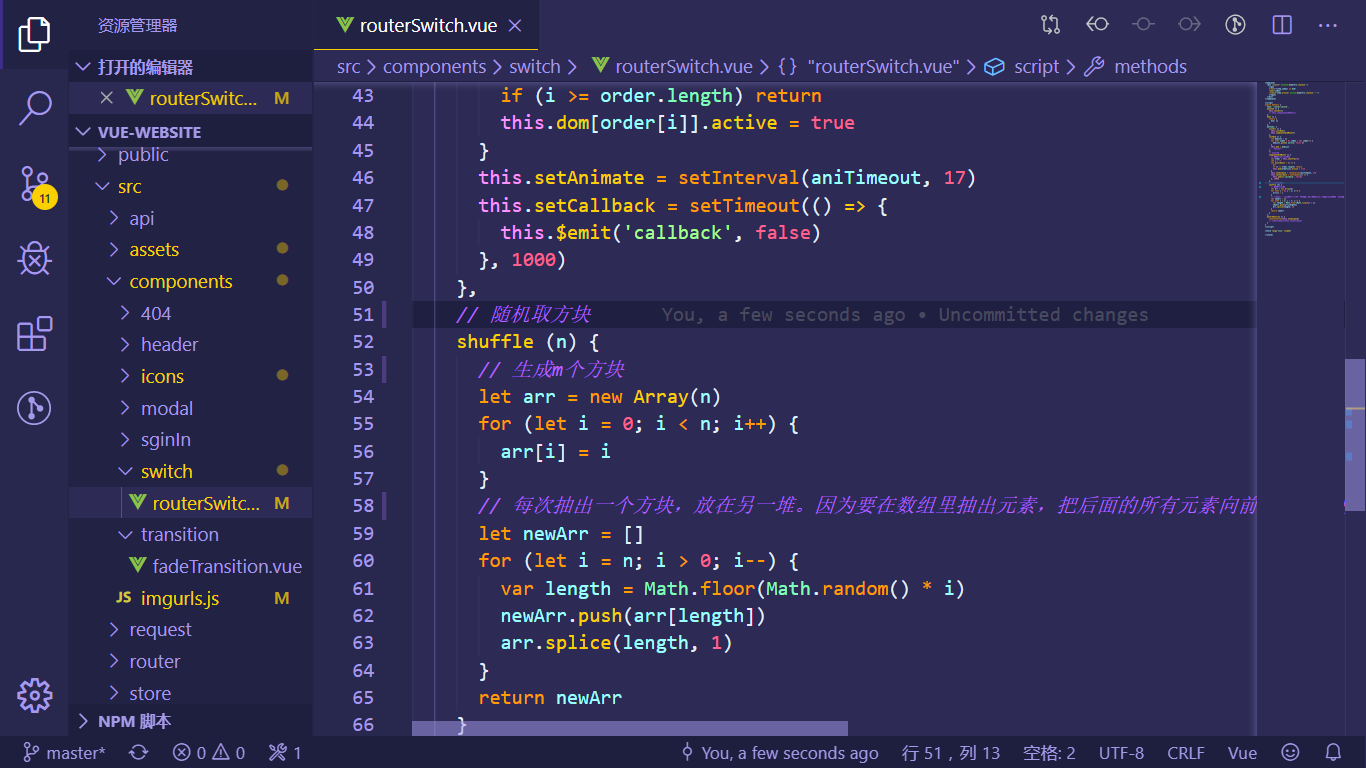 资源管理器
打开的编辑器
routerSwitc... M
VUE-WEBSITE
public
src
api
assets
components
404
header
icons
modal
sginIn
switch
routerSwitc... M
transition
fadeTransition.vue
JS imgurls.js M
request
router
store
NPM 脚本
11
routerSwitch.vue
src > components > switch > routerSwitch.vue > {} "routerSwitch.vue" > script > methods
43 if (i >= order.length) return
44 this.dom[order[i]].active = true
45 }
46 this.setAnimate = setInterval(aniTimeout, 17)
47 this.setCallback = setTimeout(() => {
48 this.$emit('callback', false)
49 }, 1000)
50 },
51 // 随机取方块 You, a few seconds ago • Uncommitted changes
52 shuffle (n) {
53 // 生成m个方块
54 let arr = new Array(n)
55 for (let i = 0; i < n; i++) {
56 arr[i] = i
57 }
58 // 每次抽出一个方块，放在另一堆。因为要在数组里抽出元素，把后面的所有元素向前
59 let newArr = []
60 for (let i = n; i > 0; i--) {
61 var length = Math.floor(Math.random() * i)
62 newArr.push(arr[length])
63 arr.splice(length, 1)
64 }
65 return newArr
66 }
master* 0 0 1 You, a few seconds ago 行 51，列 13 空格: 2 UTF-8 CRLF Vue